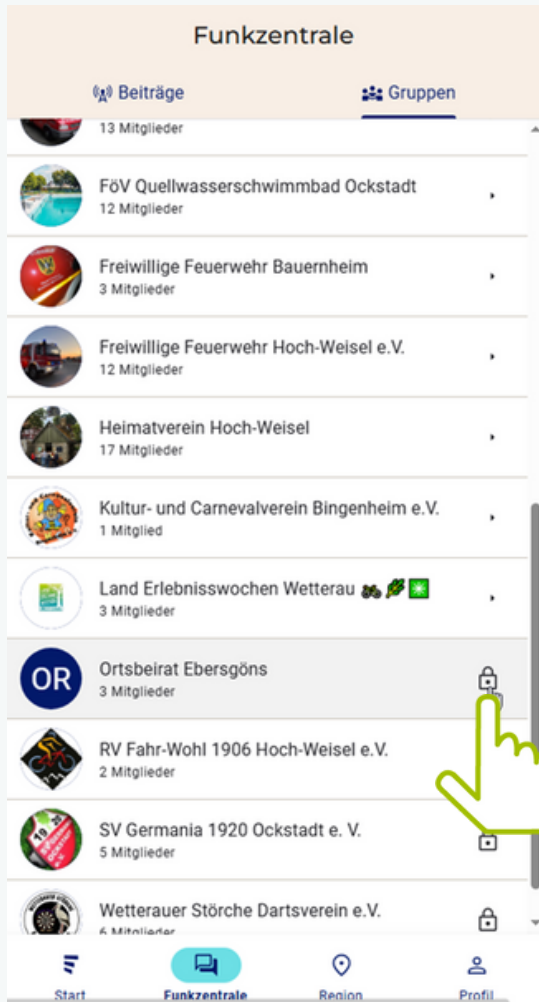 Funkzentrale
Beiträge
Gruppen
13 Mitglieder
FöV Quellwasserschwimmbad Ockstadt
12 Mitglieder
Freiwillige Feuerwehr Bauernheim
3 Mitglieder
Freiwillige Feuerwehr Hoch-Weisel e.V.
12 Mitglieder
Heimatverein Hoch-Weisel
17 Mitglieder
Kultur- und Carnevalverein Bingenheim e.V.
1 Mitglied
Land Erlebnisswochen Wetterau
3 Mitglieder
OR
Ortsbeirat Ebersgöns
3 Mitglieder
RV Fahr-Wohl 1906 Hoch-Weisel e.V.
2 Mitglieder
SV Germania 1920 Ockstadt e. V.
5 Mitglieder
Wetterauer Störche Dartsverein e.V.
6 Mitglieder
Start
Funkzentrale
Region
Profil